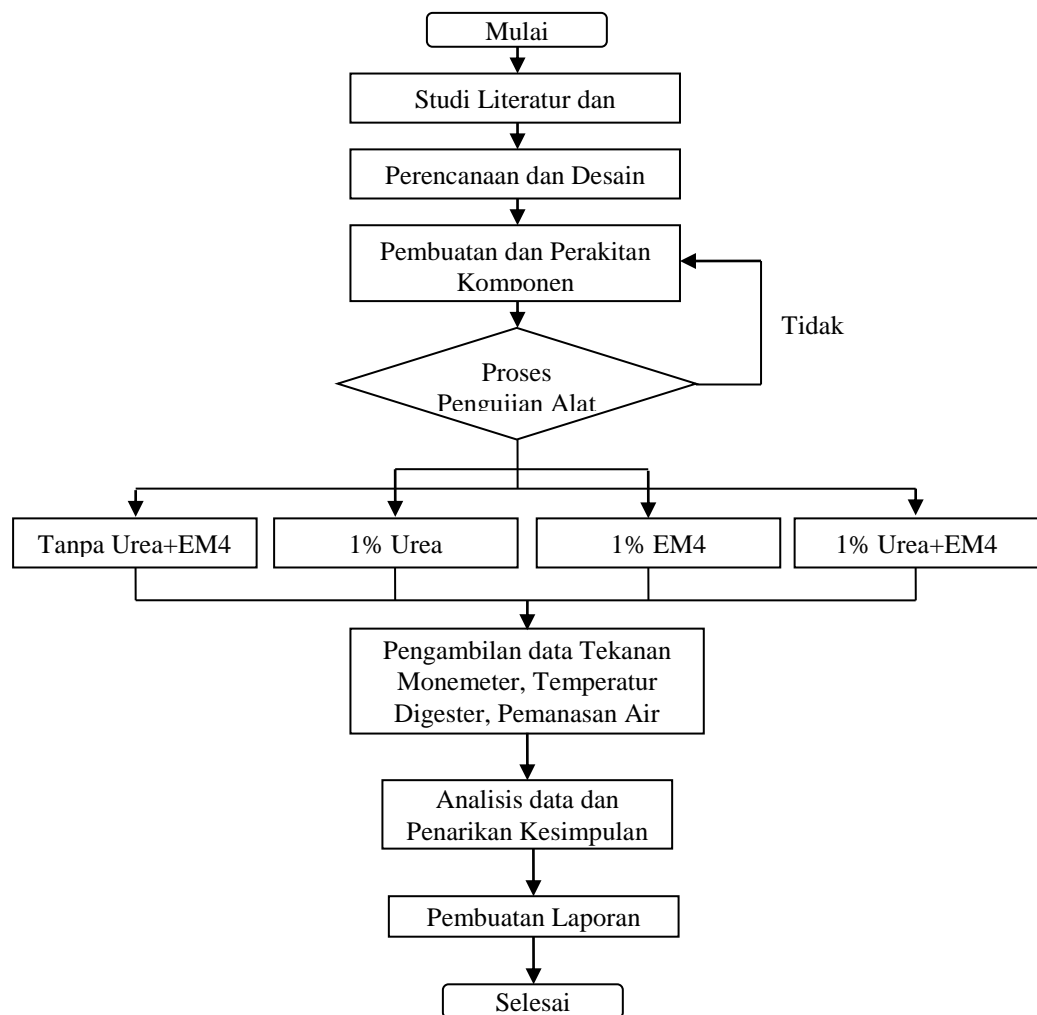 Mulai
Studi Literatur dan
Perencanaan dan Desain
Pembuatan dan Perakitan
Komponen
Tidak
Proses
Pengujian Alat
Tanpa Urea+EM4
1% Urea
1% EM4
1% Urea+EM4
Pengambilan data Tekanan
Monemeter, Temperatur
Digester, Pemanasan Air
Analisis data dan
Penarikan Kesimpulan
Pembuatan Laporan
Selesai